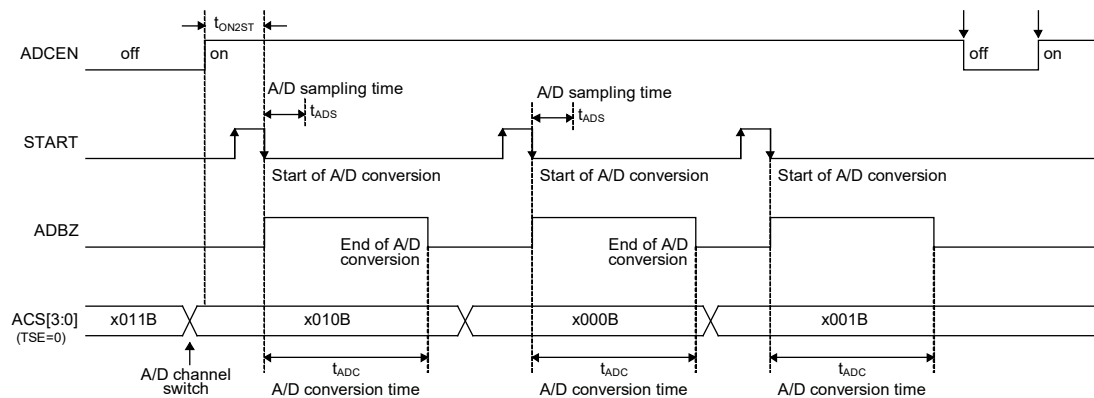 tON2ST
ADCEN
off
on
off
on
A/D sampling time
tADS
A/D sampling time
tADS
START
Start of A/D conversion
Start of A/D conversion
Start of A/D conversion
ADBZ
End of A/D
conversion
End of A/D
conversion
ACS[3:0]
(TSE=0)
x011B
x010B
x000B
x001B
A/D channel
switch
tADC
A/D conversion time
tADC
A/D conversion time
tADC
A/D conversion time